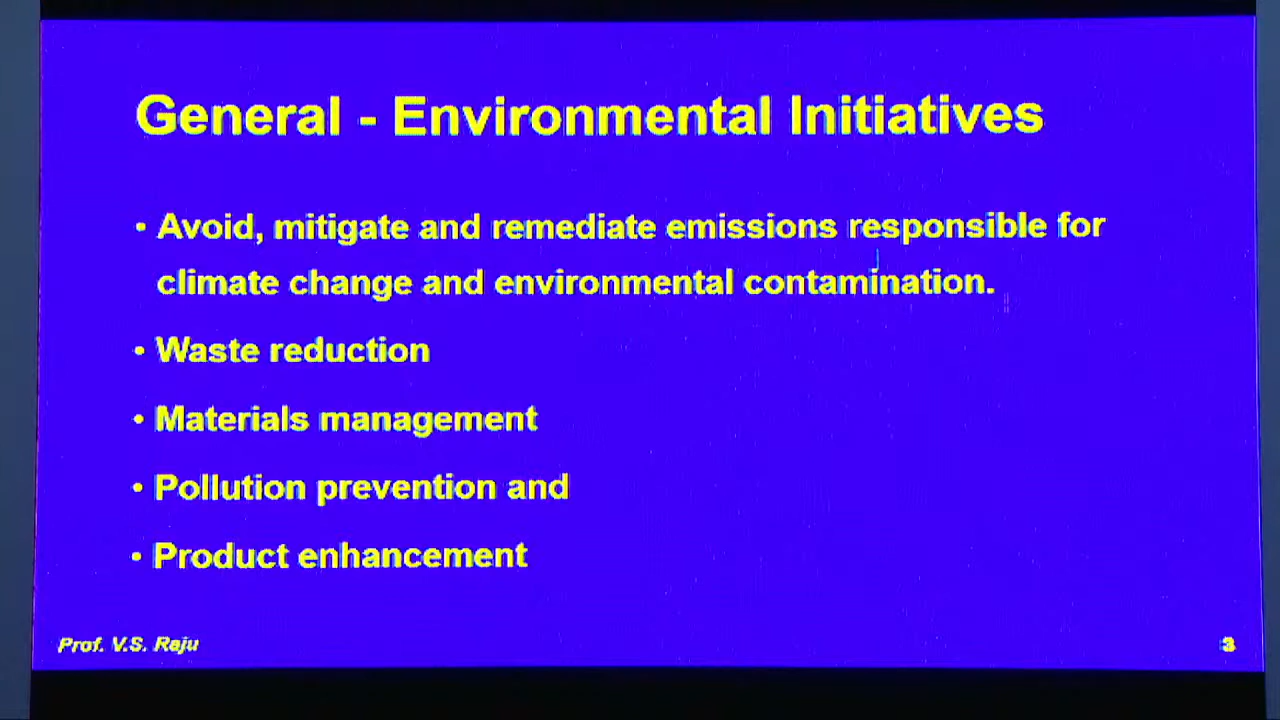 General - Environmental Initiatives
• Avoid, mitigate and remediate emissions responsible for
climate change and environmental contamination.
• Waste reduction
• Materials management
• Pollution prevention and
• Product enhancement
Prof. V.S. Raju
3